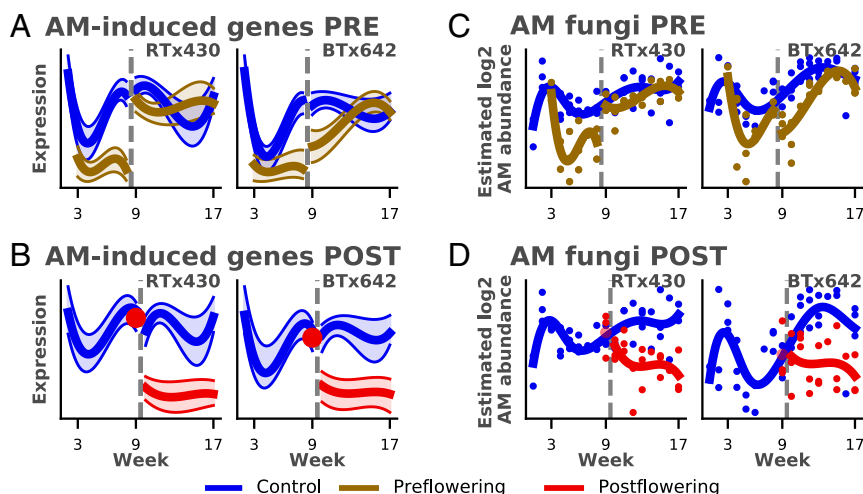 A AM-induced genes PRE
RTx430 BTx642
Expression
3 9 17 3 9 17
C AM fungi PRE
RTx430 BTx642
Estimated log2
AM abundance
3 9 17 3 9 17
B AM-induced genes POST
RTx430 BTx642
Expression
3 9 17 3 9 17
Week
D AM fungi POST
RTx430 BTx642
Estimated log2
AM abundance
3 9 17 3 9 17
Week
Control Preflowering Postflowering